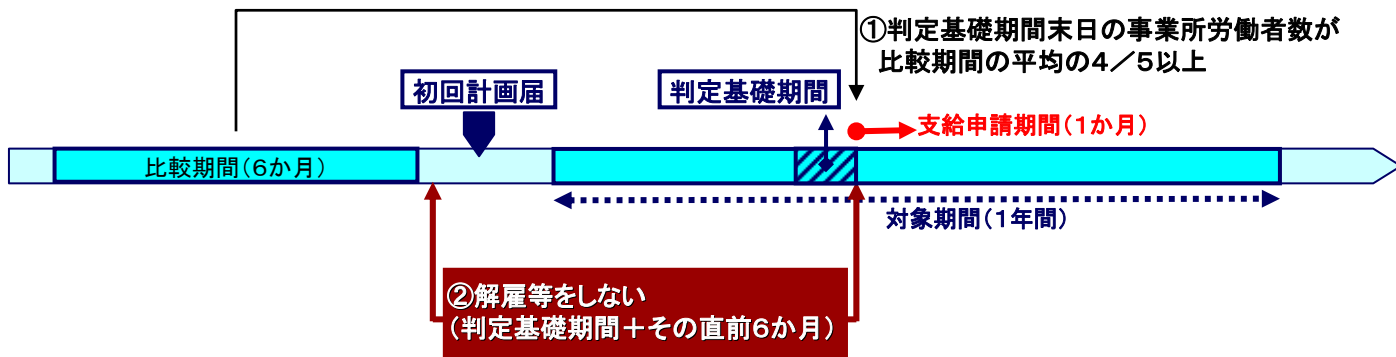 ①判定基礎期間末日の事業所労働者数が
比較期間の平均の4／5以上
初回計画届
判定基礎期間
支給申請期間(1か月)
比較期間(6か月)
対象期間(1年間)
②解雇等をしない
(判定基礎期間＋その直前6か月)